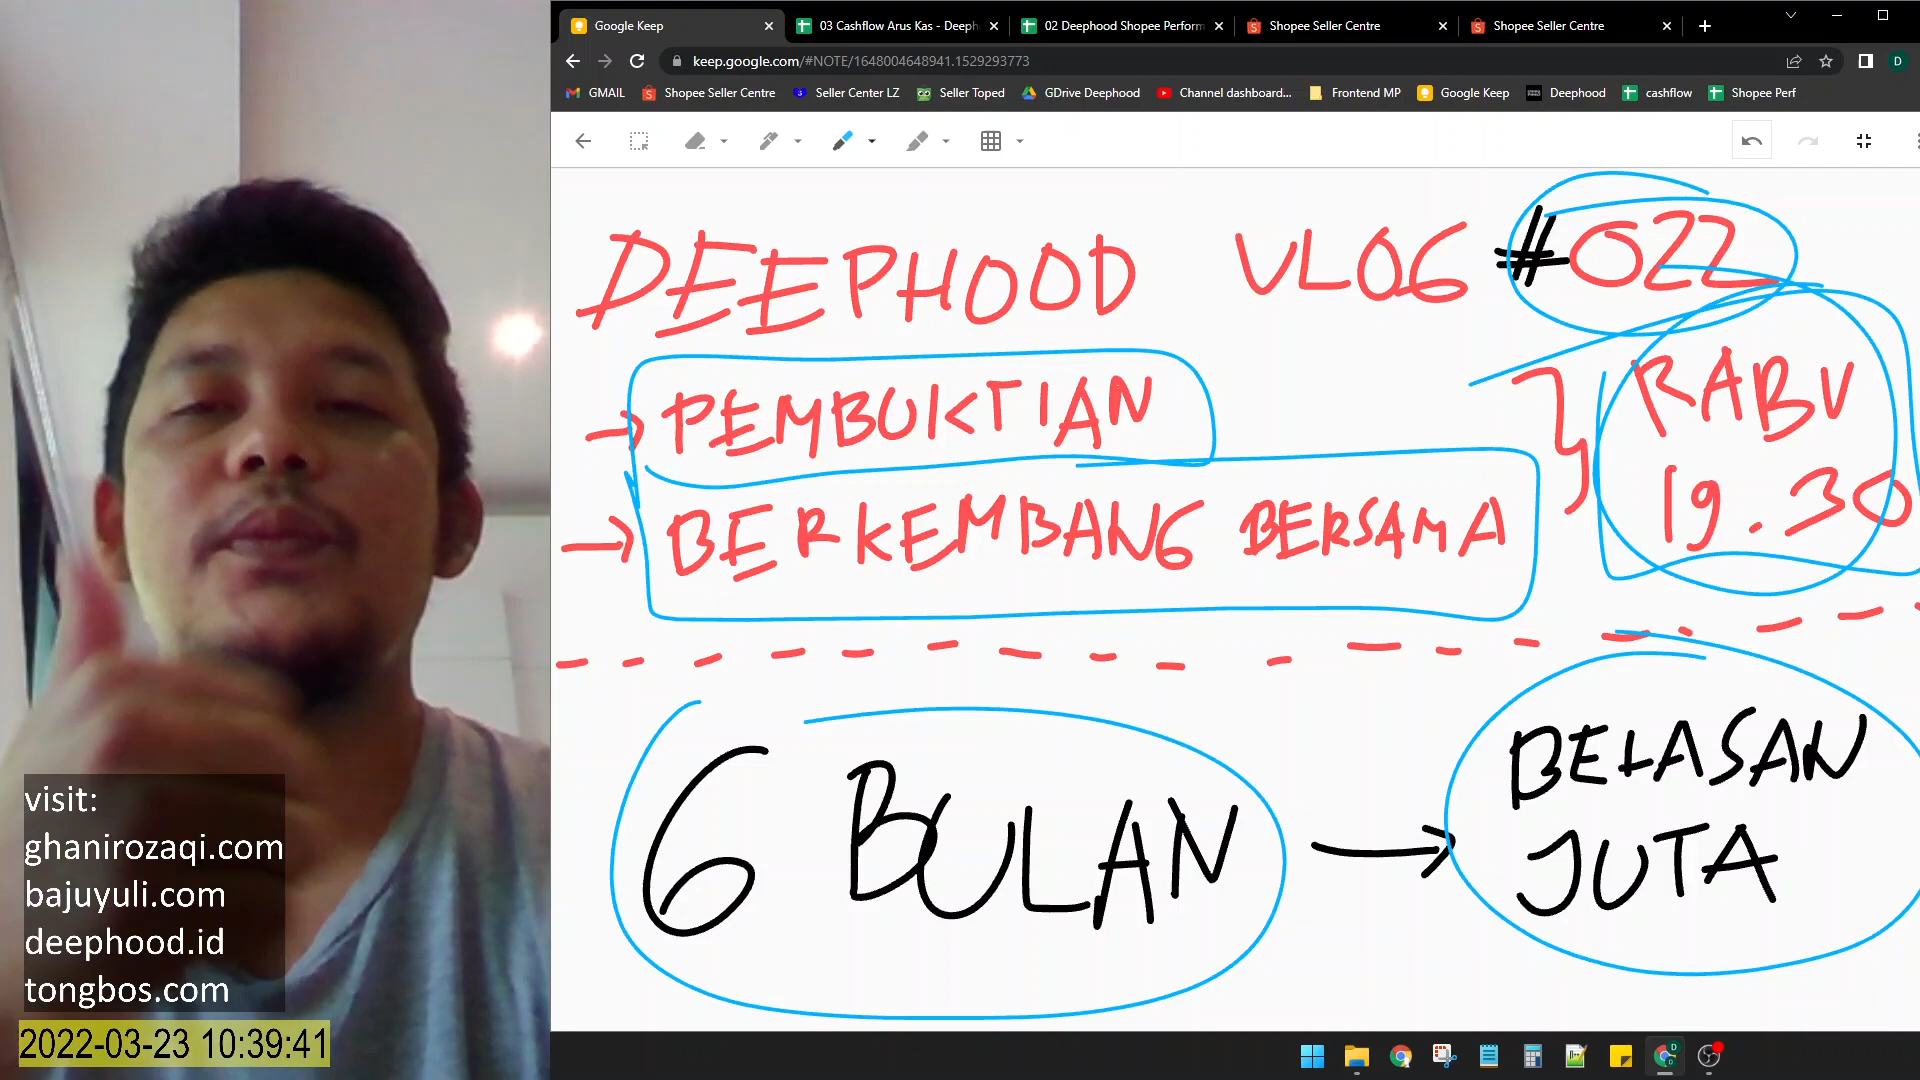 Google Keep
03 Cashflow Arus Kas - Deeph
02 Deephood Shopee Perform
Shopee Seller Centre
Shopee Seller Centre
keep.google.com/#NOTE/1648004648941.1529293773
D
GMAIL
Shopee Seller Centre
Seller Center LZ
Seller Toped
GDrive Deephood
Channel dashboard...
Frontend MP
Google Keep
Deephood
cashflow
Shopee Perf
DEEPHOOD VLOG #022
→ PEMBUKTIAN
→ BERKEMBANG BERSAMA
RABU
19.30
6 BULAN →
BELASAN
JUTA
visit:
ghanirozaqi.com
bajuyuli.com
deephood.id
tongbos.com
2022-03-23 10:39:41